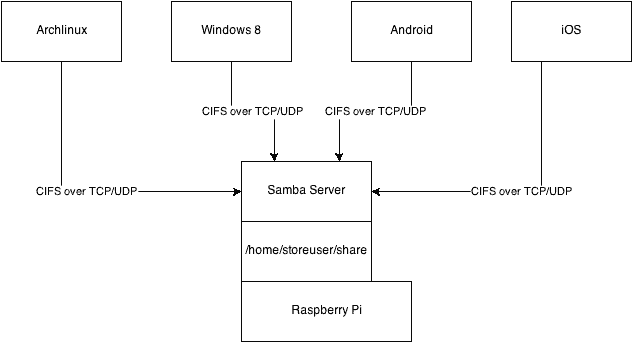 Archlinux
Windows 8
Android
iOS
CIFS over TCP/UDP
CIFS over TCP/UDP
CIFS over TCP/UDP
Samba Server
CIFS over TCP/UDP
/home/storeuser/share
Raspberry Pi